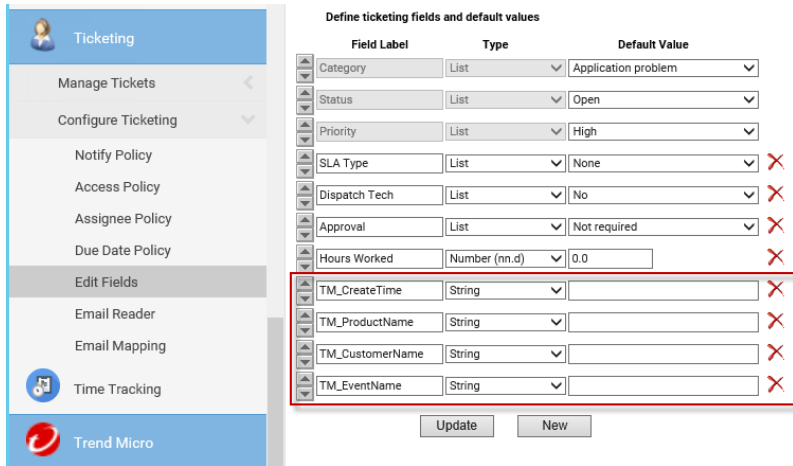 Ticketing
Manage Tickets
Configure Ticketing
Notify Policy
Access Policy
Assignee Policy
Due Date Policy
Edit Fields
Email Reader
Email Mapping
Time Tracking
Trend Micro
Define ticketing fields and default values
Field Label Type Default Value
Category List Application problem
Status List Open
Priority List High
SLA Type List None
Dispatch Tech List No
Approval List Not required
Hours Worked Number (nn.d) 0.0
TM_CreateTime String
TM_ProductName String
TM_CustomerName String
TM_EventName String
Update New